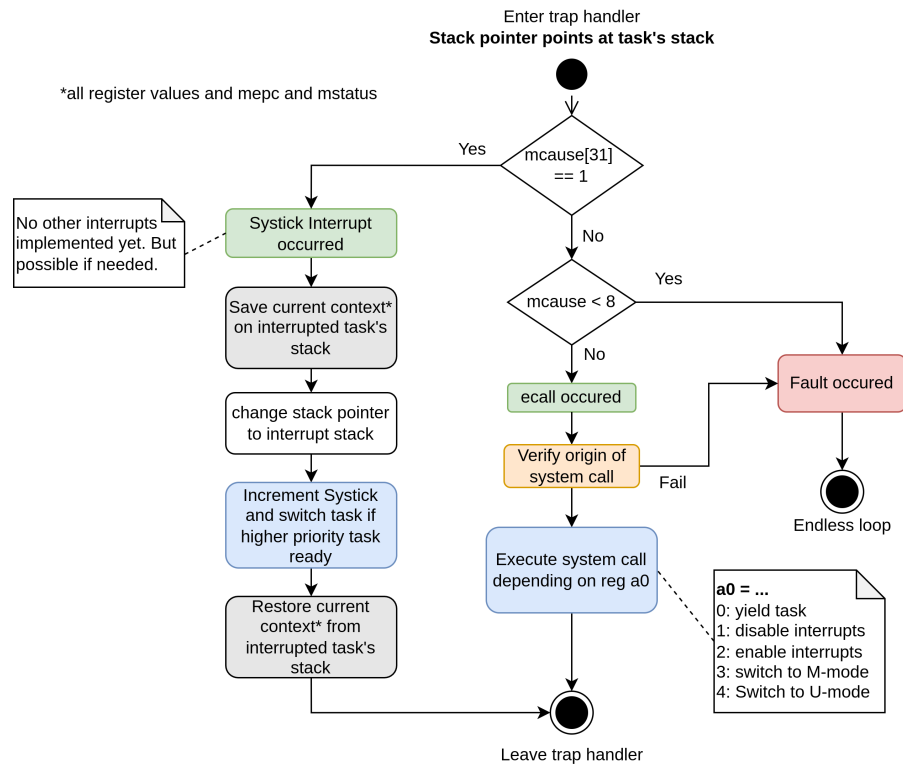 Enter trap handler
Stack pointer points at task's stack
*all register values and mepc and mstatus
mcause[31]
== 1
Yes
No
No other interrupts
implemented yet. But
possible if needed.
Systick Interrupt
occurred
Save current context*
on interrupted task's
stack
change stack pointer
to interrupt stack
Increment Systick
and switch task if
higher priority task
ready
Restore current
context* from
interrupted task's
stack
mcause < 8
Yes
No
ecall occured
Verify origin of
system call
Fail
Fault occured
Endless loop
Execute system call
depending on reg a0
a0 = ...
0: yield task
1: disable interrupts
2: enable interrupts
3: switch to M-mode
4: Switch to U-mode
Leave trap handler